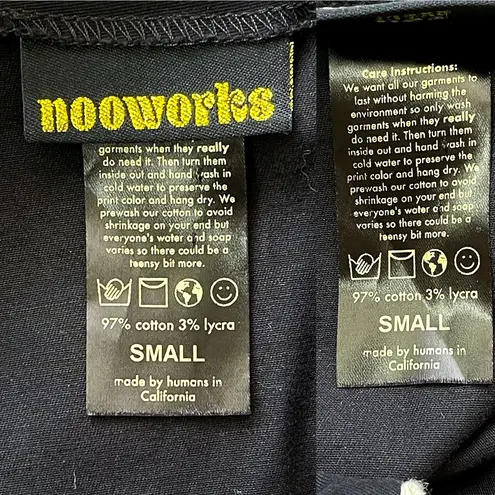 nooworks
garments when they really
do need it. Then turn them
inside out and hand wash in
cold water to preserve the
print color and hang dry. We
prewash our cotton to avoid
shrinkage on your end but
everyone's water and soap
varies so there could be a
teensy bit more.
97% cotton 3% lycra
SMALL
made by humans in
California
Care Instructions:
We want all our garments to
last without harming the
environment so only wash
garments when they really
do need it. Then turn them
inside out and hand wash in
cold water to preserve the
print color and hang dry. We
prewash our cotton to avoid
shrinkage on your end but
everyone's water and soap
varies so there could be a
teensy bit more.
97% cotton 3% lycra
SMALL
made by humans in
California